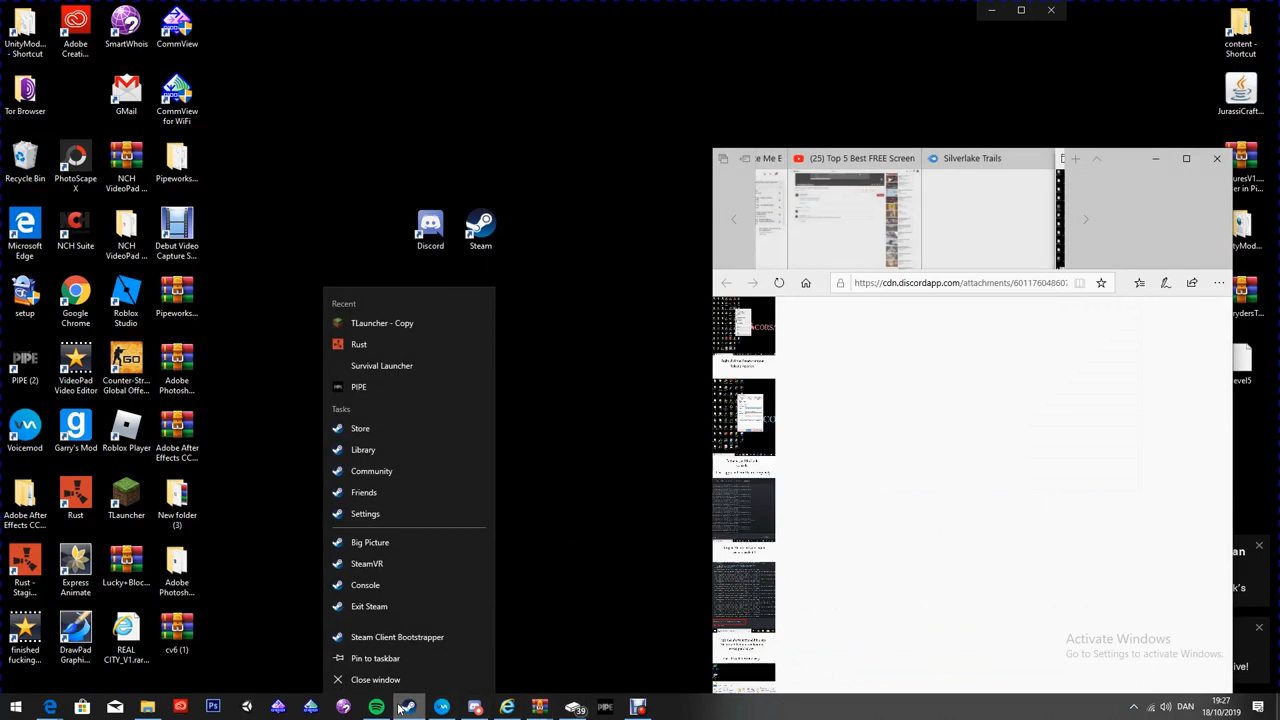 UnityMod... - Shortcut
Adobe Creati...
SmartWhois
CommView
content - Shortcut
Tor Browser
GMail
CommView for WiFi
JurassiCraft...
Recycle Bin
PhotoScape X
NCH VideoPad ...
Pipeworks...
Microsoft Edge
NCH Suite
NCH VideoPad ...
Debut Video Capture S...
Discord
Steam
setup
Google Chrome
Roblox Studio
Pipeworks...
PIPE (2)
VideoPad Video Editor
Counter-Str... Global Offe...
Adobe Photosh...
Voicemod
Garry's Mod
Roblox Player
Adobe After Effects CC...
Rust
TLauncher
New folder (3)
Effects CC...
Rust -
Express Animate
Lucky+Bloc...
Adobe Photosh...
finished fucking...
DrawPad Graphi...
REAL CITY_V1.rar...
cv6 (1)
Recent
TLauncher - Copy
Rust
Survival Launcher
PIPE
Tasks
Store
Library
Community
Friends
Settings
Big Picture
SteamVR
Console
Exit Steam
Steam Client Bootstrapper
Pin to taskbar
Close window
(25) Top 5 Best FREE Screen
Silverlake Trails
https://cdn.discordapp.com/attachments/60117604860
Activate Windows
Go to Settings to activate Windows.
39
PIPE
DAN
19:27
18/10/2019